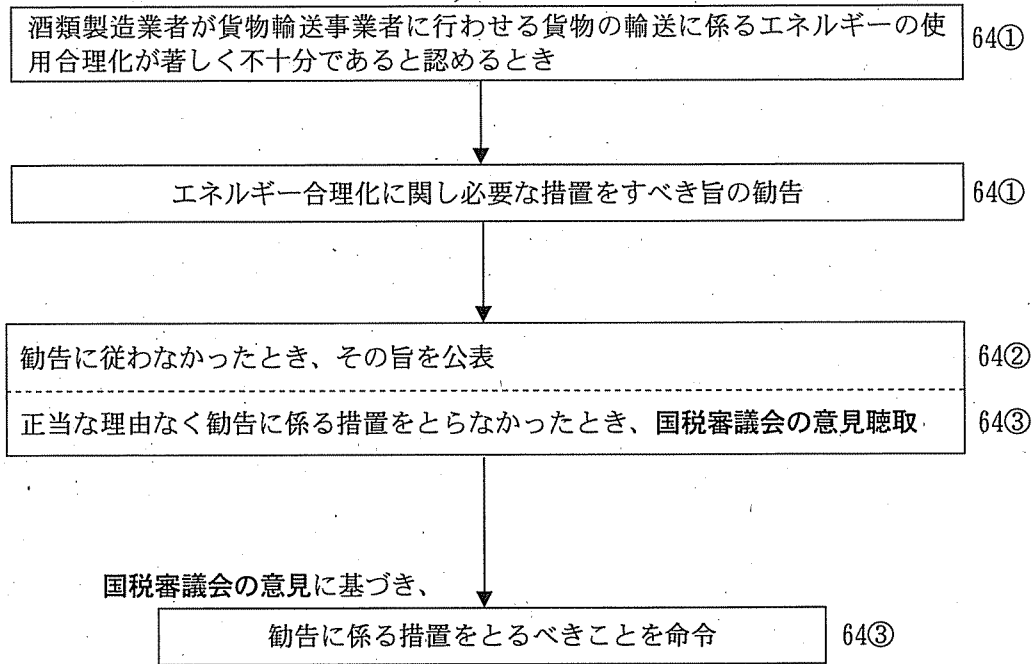 酒類製造業者が貨物輸送事業者に行わせる貨物の輸送に係るエネルギーの使
用合理化が著しく不十分であると認めるとき
64①
エネルギー合理化に関し必要な措置をすべき旨の勧告
64①
勧告に従わなかったとき、その旨を公表
64②
正当な理由なく勧告に係る措置をとらなかったとき、国税審議会の意見聴取
64③
国税審議会の意見に基づき、
勧告に係る措置をとるべきことを命令
64③